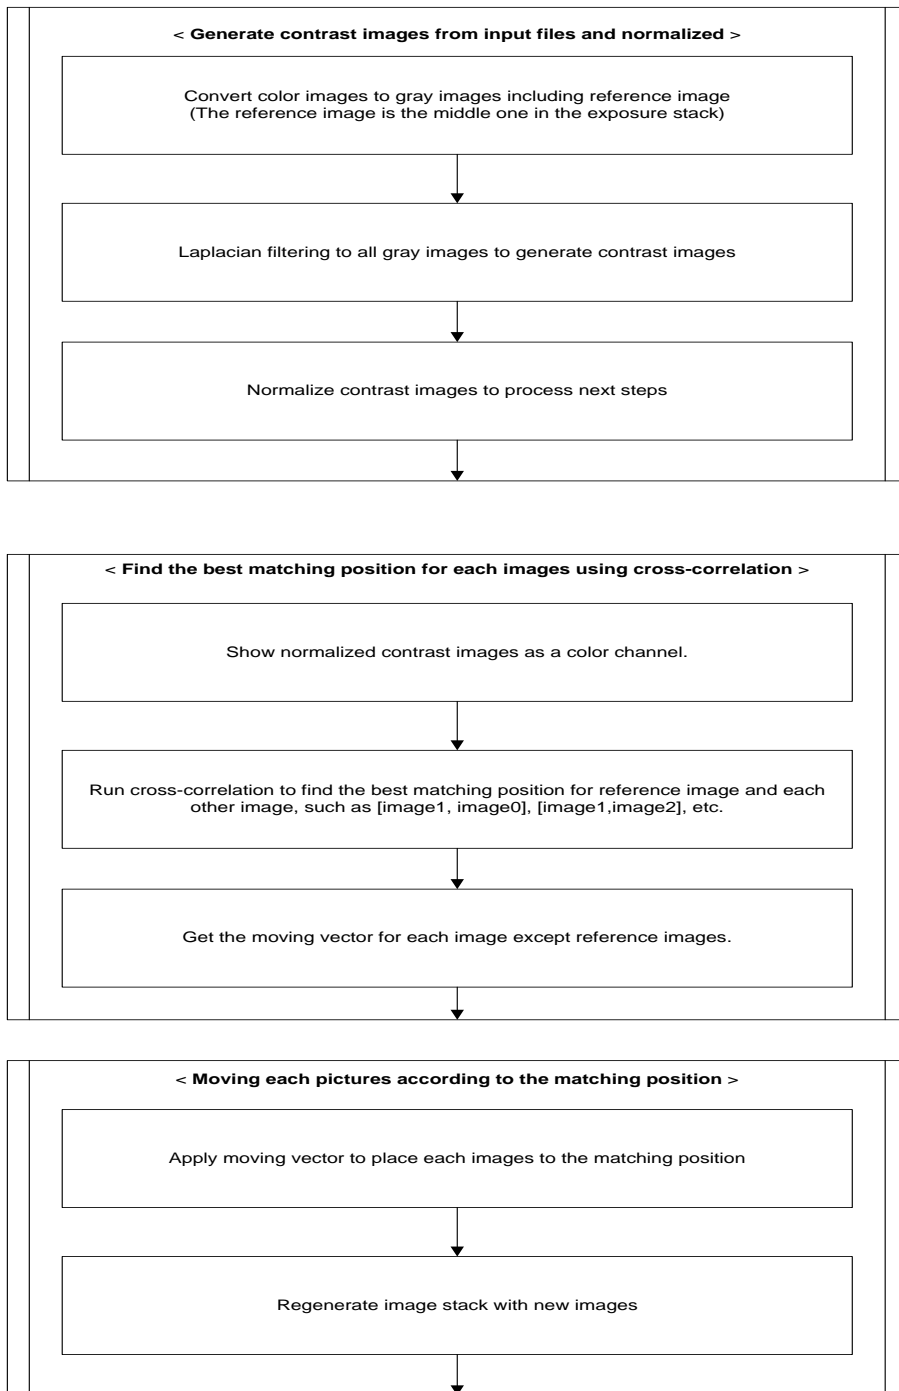 < Generate contrast images from input files and normalized >
Convert color images to gray images including reference image
(The reference image is the middle one in the exposure stack)
Laplacian filtering to all gray images to generate contrast images
Normalize contrast images to process next steps
< Find the best matching position for each images using cross-correlation >
Show normalized contrast images as a color channel.
Run cross-correlation to find the best matching position for reference image and each
other image, such as [image1, image0], [image1,image2], etc.
Get the moving vector for each image except reference images.
< Moving each pictures according to the matching position >
Apply moving vector to place each images to the matching position
Regenerate image stack with new images